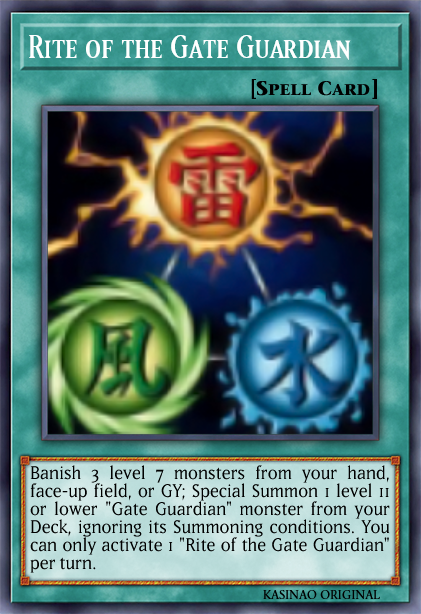 Rite of the Gate Guardian
[Spell Card]
雷
風
水
Banish 3 level 7 monsters from your hand,
face-up field, or GY; Special Summon 1 level 11
or lower "Gate Guardian" monster from your
Deck, ignoring its Summoning conditions. You
can only activate 1 "Rite of the Gate Guardian"
per turn.
KASINAO ORIGINAL